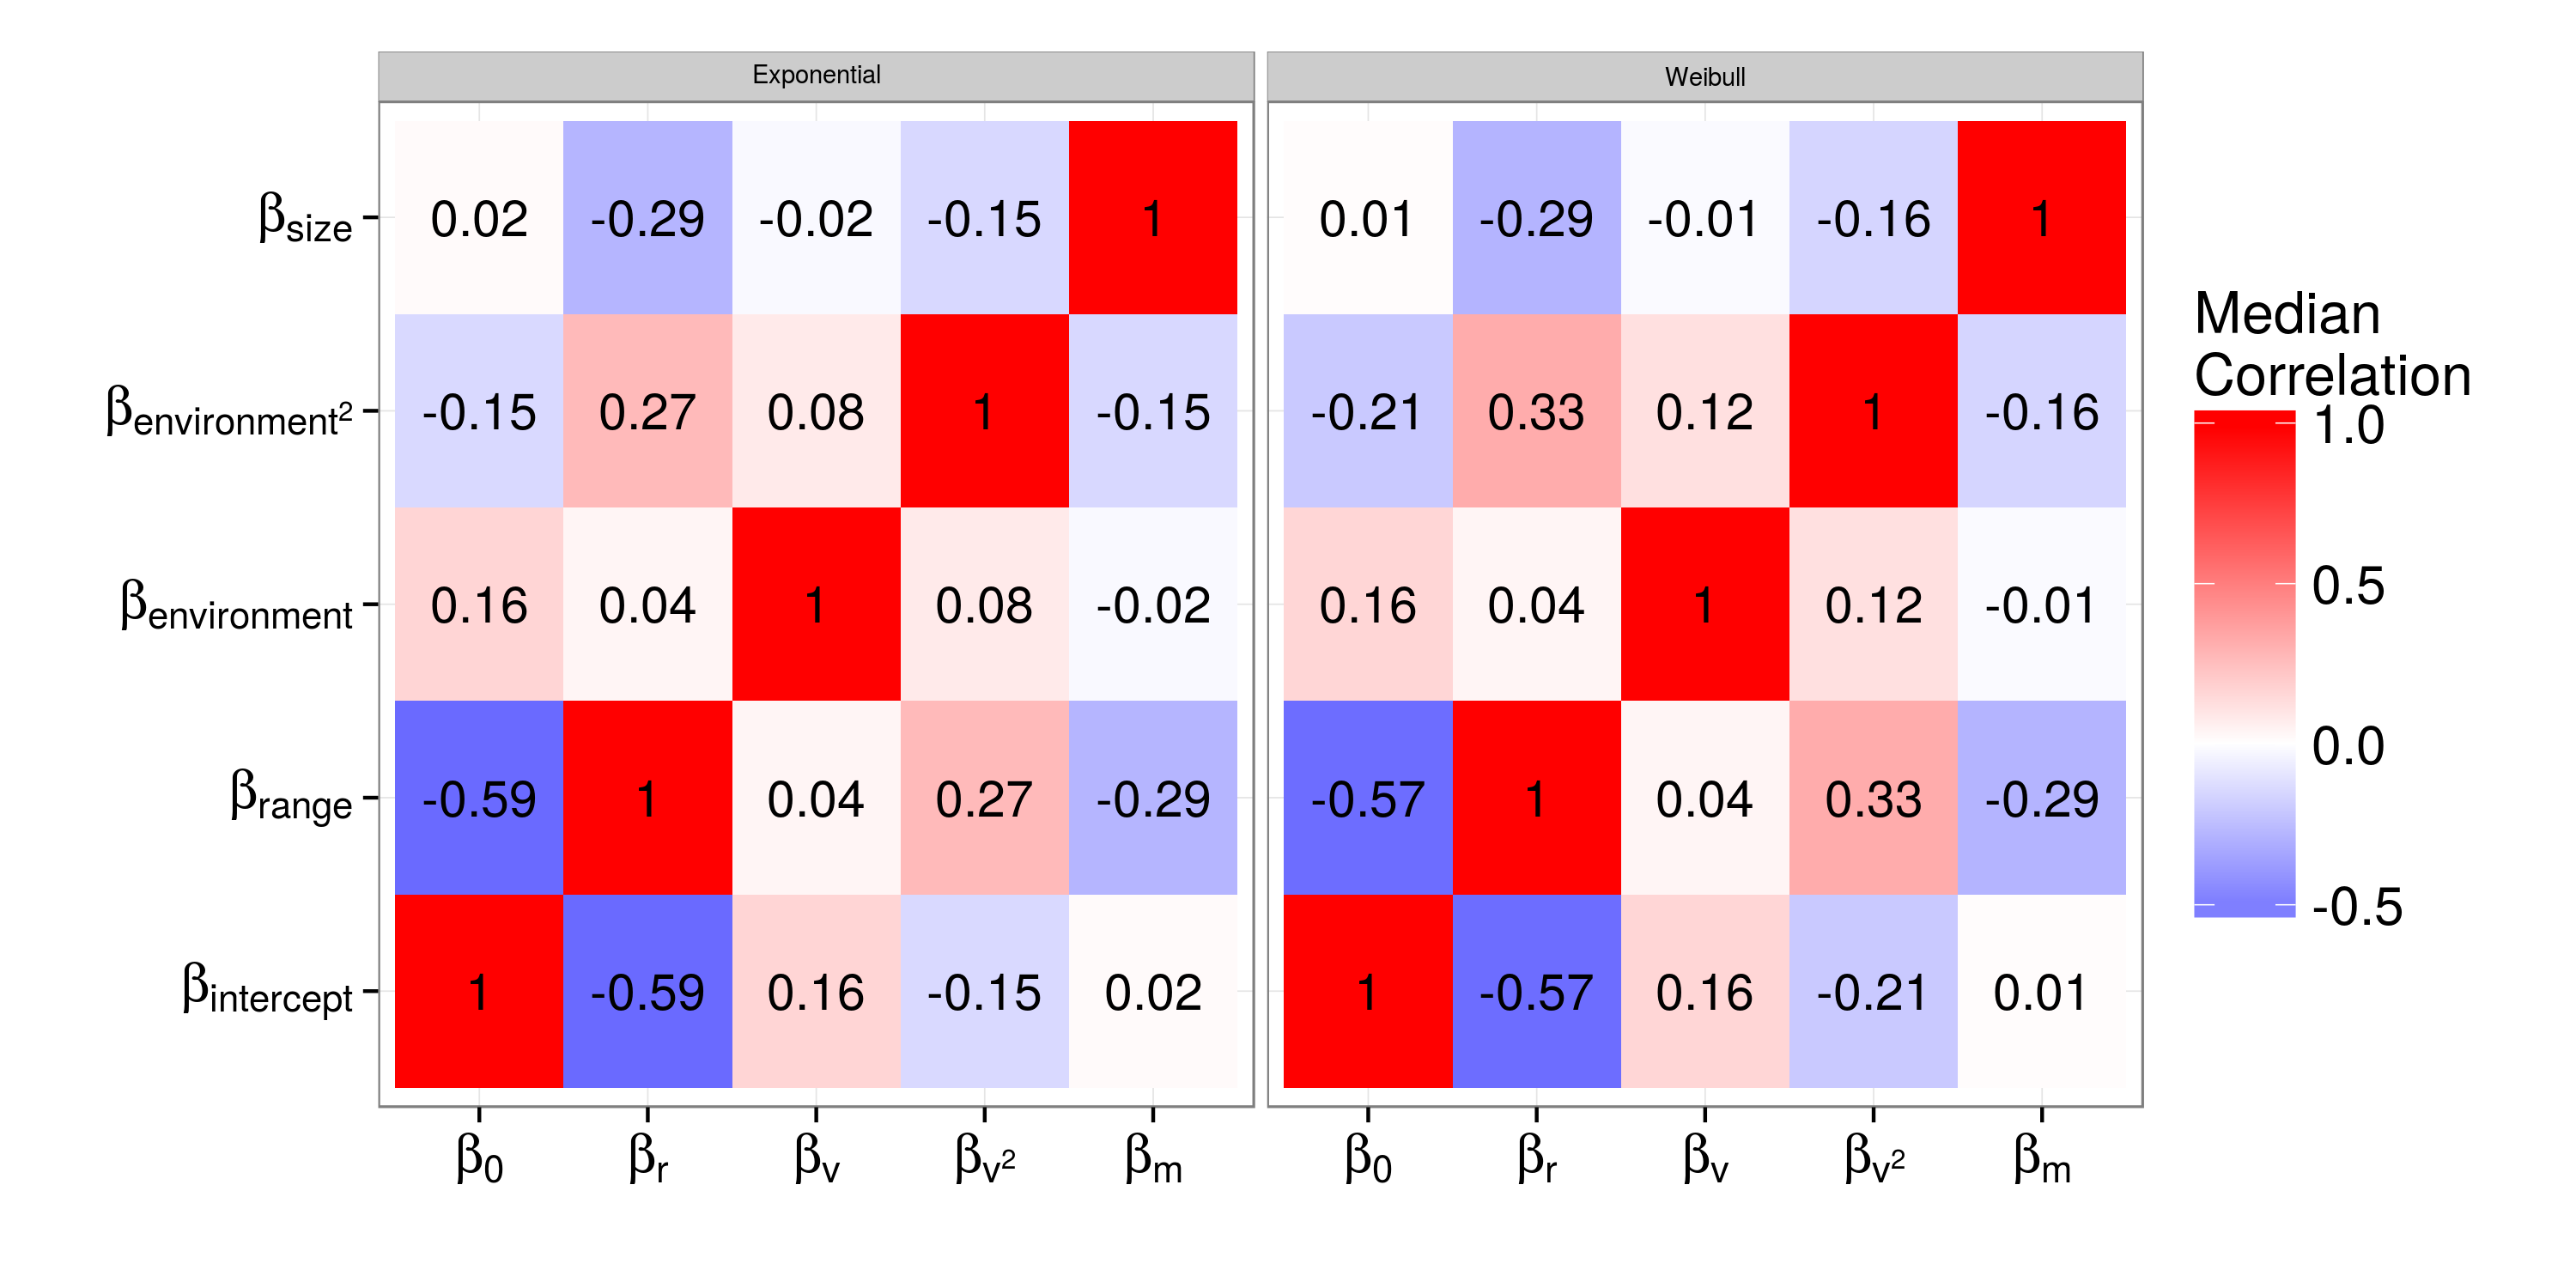 Exponential Weibull
βsize 0.02 -0.29 -0.02 -0.15 1 0.01 -0.29 -0.01 -0.16 1
βenvironment² -0.15 0.27 0.08 1 -0.15 -0.21 0.33 0.12 1 -0.16
βenvironment 0.16 0.04 1 0.08 -0.02 0.16 0.04 1 0.12 -0.01
βrange -0.59 1 0.04 0.27 -0.29 -0.57 1 0.04 0.33 -0.29
βintercept 1 -0.59 0.16 -0.15 0.02 1 -0.57 0.16 -0.21 0.01
β0 βr βv βv² βm β0 βr βv βv² βm
Median
Correlation
1.0
0.5
0.0
-0.5